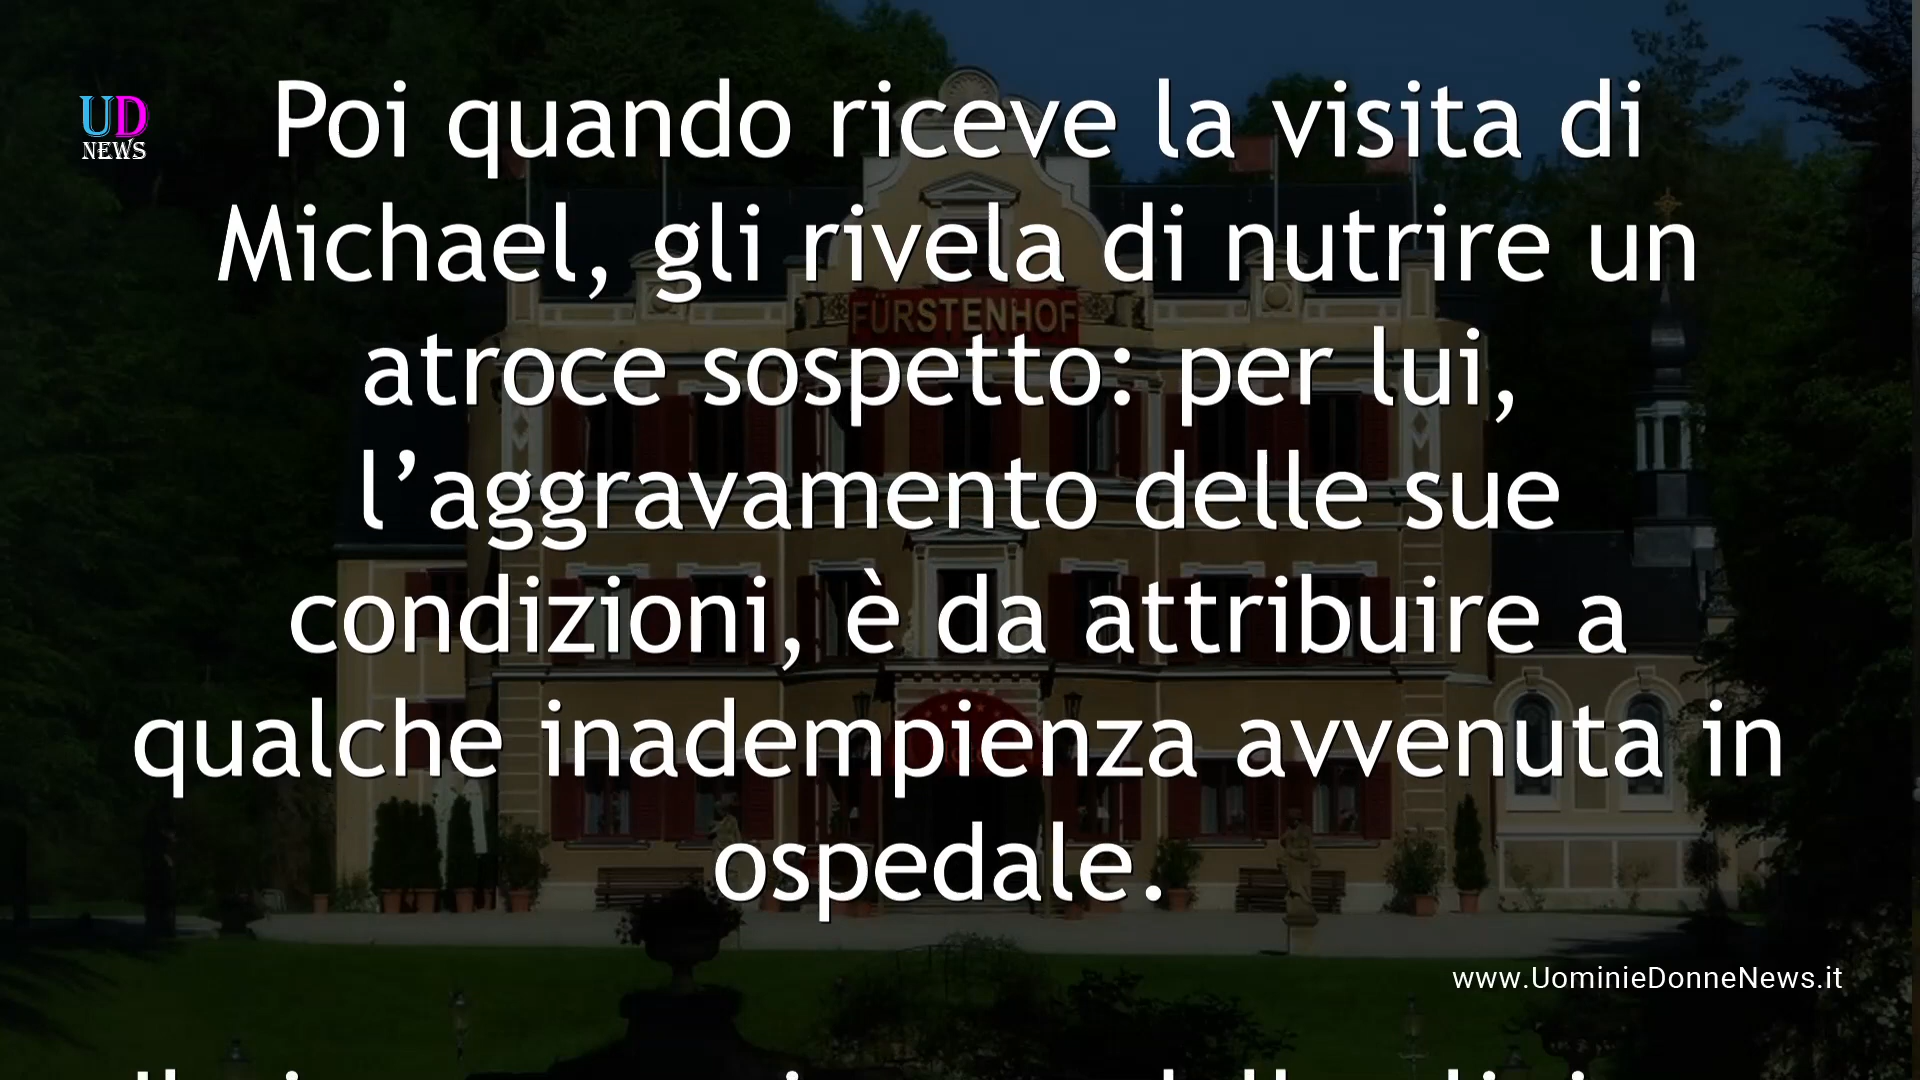 UD
NEWS
Poi quando riceve la visita di
Michael, gli rivela di nutrire un
FÜRSTENHOF
atroce sospetto: per lui,
l’aggravamento delle sue
condizioni, è da attribuire a
qualche inadempienza avvenuta in
ospedale.
www.UominieDonneNews.it